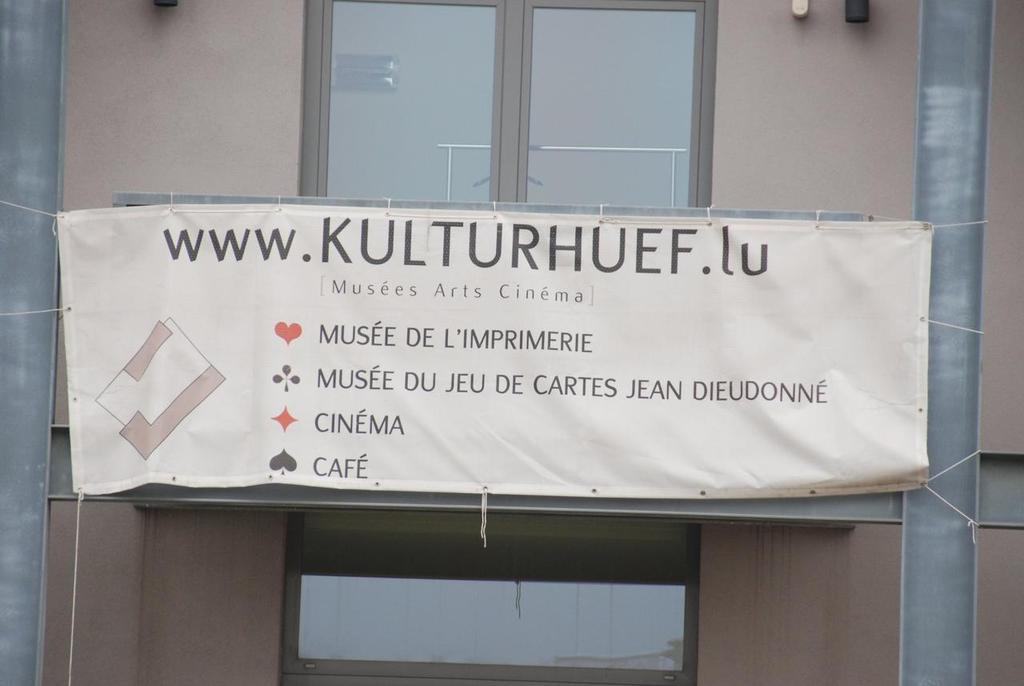 www.KULTURHUEF.lu
[Musées Arts Cinéma]
MUSÉE DE L'IMPRIMERIE
MUSÉE DU JEU DE CARTES JEAN DIEUDONNÉ
CINÉMA
CAFÉ